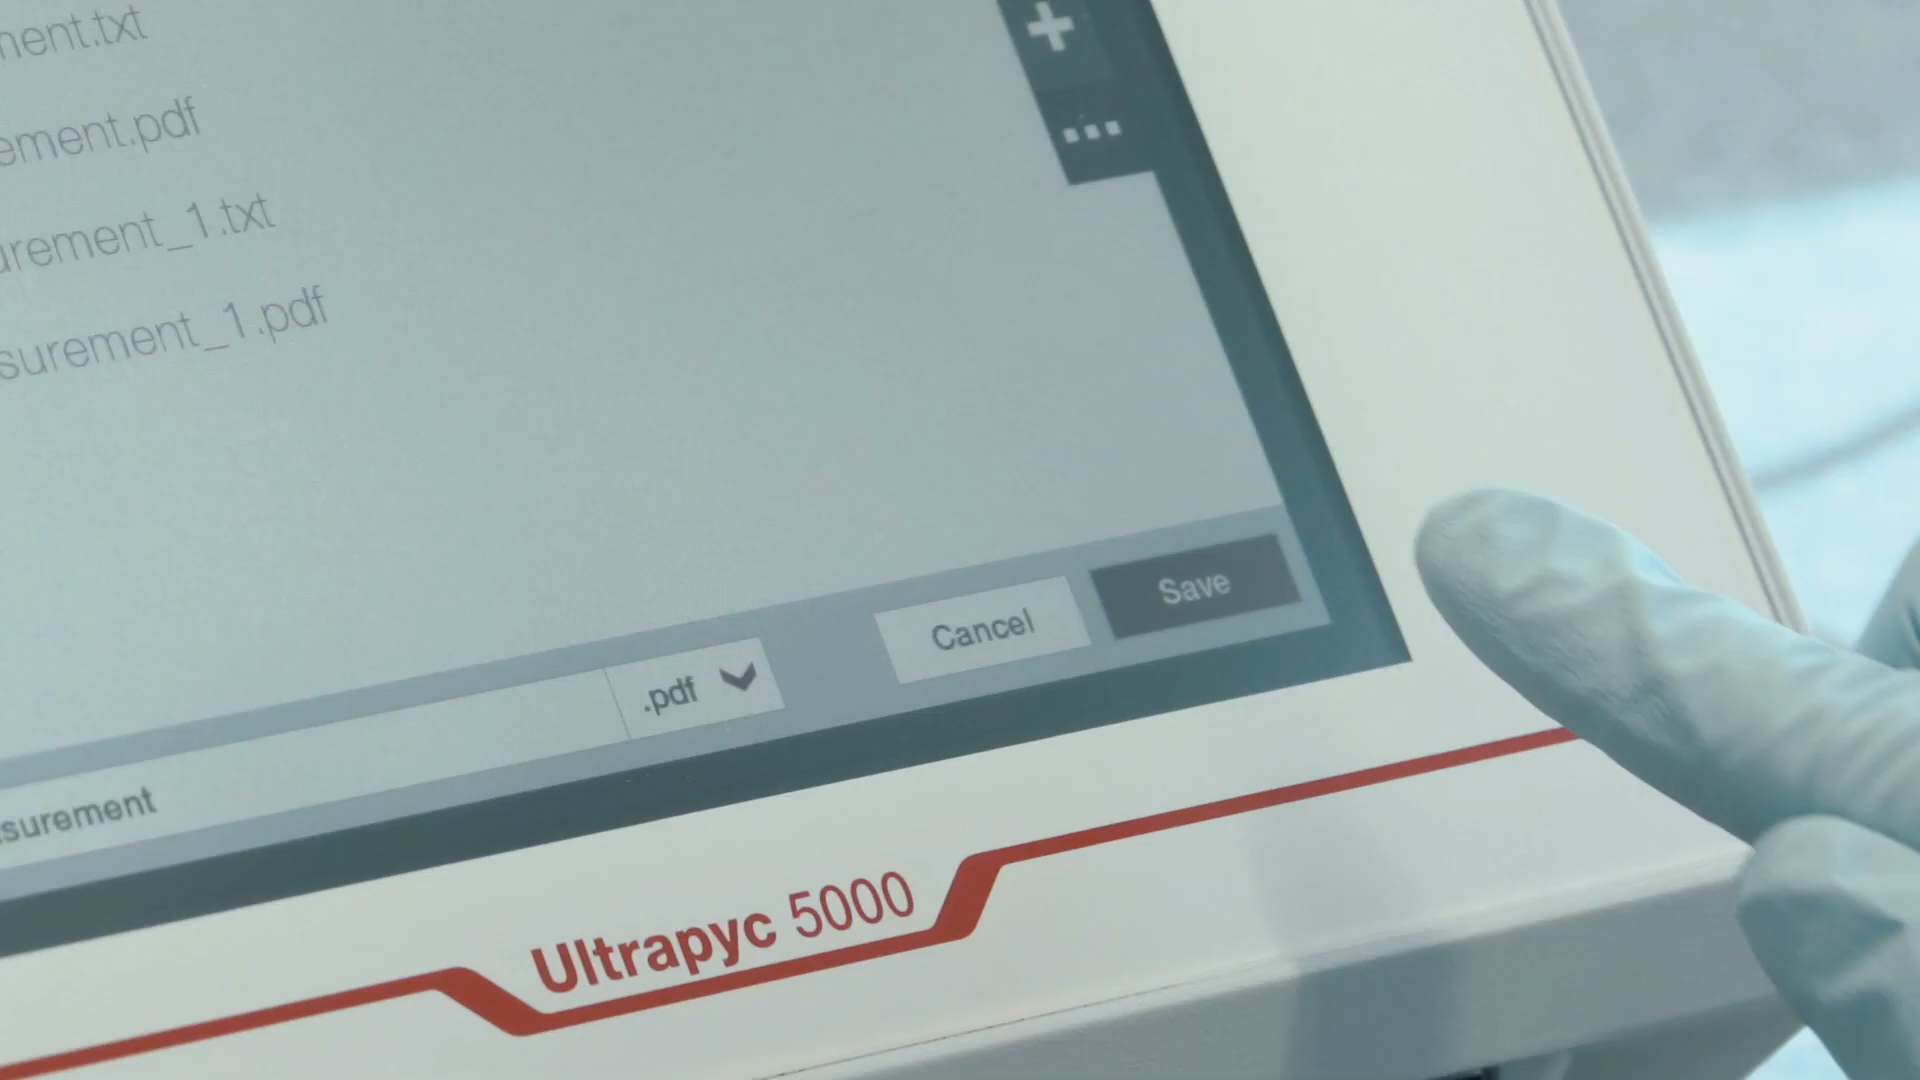 ment.txt
ement.pdf
urement_1.txt
surement_1.pdf
surement
.pdf
Cancel
Save
Ultrapyc 5000